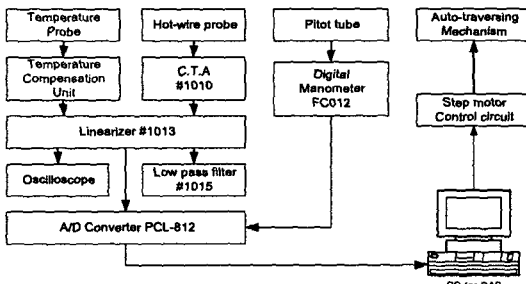 Temperature
Probe
Hot-wire probe
Pitot tube
Auto-traversing
Mechanism
Temperature
Compensation
Unit
C.T.A
#1010
Digital
Manometer
FC012
Step motor
Control circuit
Linearizer #1013
Oscilloscope
Low pass filter
#1015
A/D Converter PCL-812